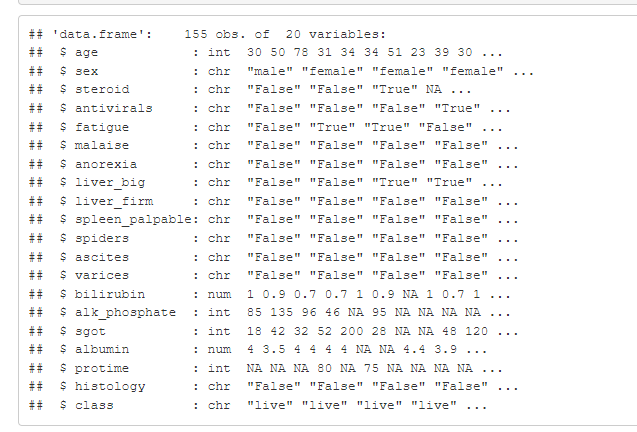 ## 'data.frame':    155 obs. of  20 variables:
##  $ age            : int  30 50 78 31 34 34 51 23 39 30 ...
##  $ sex            : chr  "male" "female" "female" "female" ...
##  $ steroid        : chr  "False" "False" "True" NA ...
##  $ antivirals     : chr  "False" "False" "False" "True" ...
##  $ fatigue        : chr  "False" "True" "True" "False" ...
##  $ malaise        : chr  "False" "False" "False" "False" ...
##  $ anorexia       : chr  "False" "False" "False" "False" ...
##  $ liver_big      : chr  "False" "False" "True" "True" ...
##  $ liver_firm     : chr  "False" "False" "False" "False" ...
##  $ spleen_palpable: chr  "False" "False" "False" "False" ...
##  $ spiders        : chr  "False" "False" "False" "False" ...
##  $ ascites        : chr  "False" "False" "False" "False" ...
##  $ varices        : chr  "False" "False" "False" "False" ...
##  $ bilirubin      : num  1 0.9 0.7 0.7 1 0.9 NA 1 0.7 1 ...
##  $ alk_phosphate  : int  85 135 96 46 NA 95 NA NA NA NA ...
##  $ sgot           : int  18 42 32 52 200 28 NA NA 48 120 ...
##  $ albumin        : num  4 3.5 4 4 4 4 NA NA 4.4 3.9 ...
##  $ protime        : int  NA NA NA 80 NA 75 NA NA NA NA ...
##  $ histology      : chr  "False" "False" "False" "False" ...
##  $ class          : chr  "live" "live" "live" "live" ...